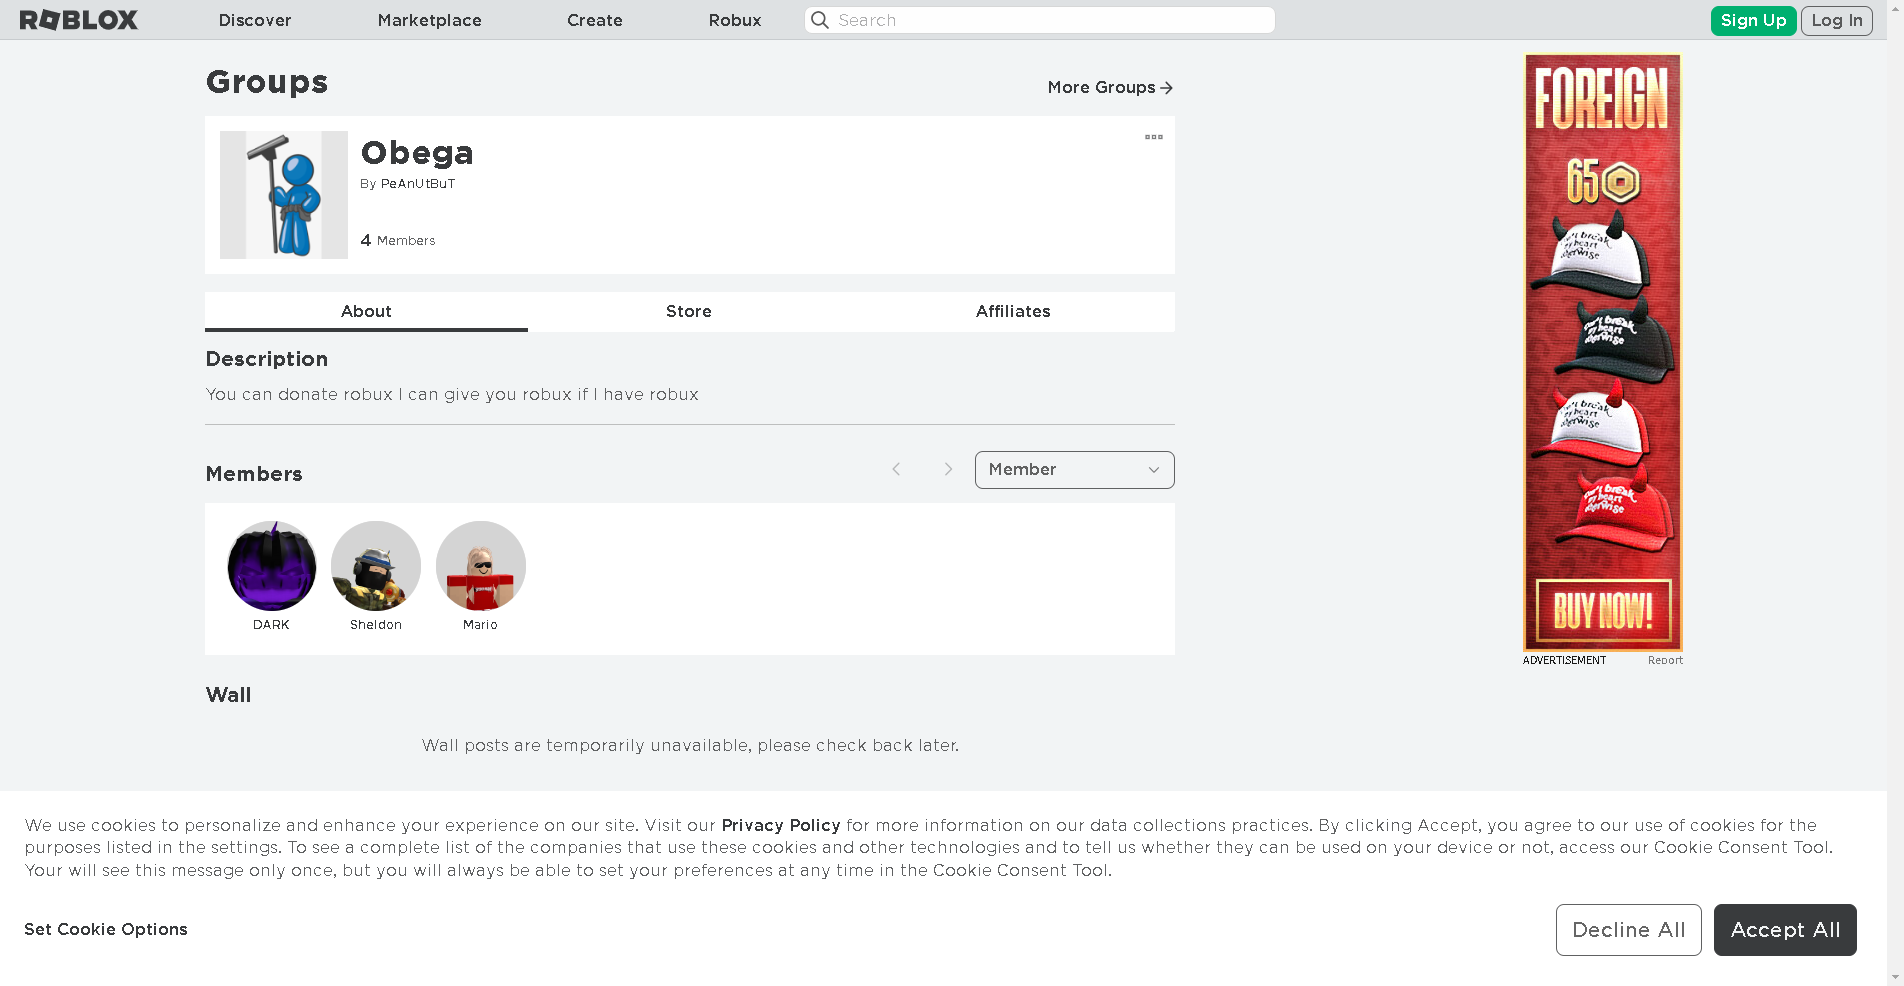 ROBLOX
Discover
Marketplace
Create
Robux
Search
Sign Up
Log In
Groups
More Groups
Obega
By PeAnUtBuT
4 Members
About
Store
Affiliates
Description
You can donate robux I can give you robux if I have robux
Members
Member
DARK
Sheldon
Mario
Wall
Wall posts are temporarily unavailable, please check back later.
FOREIGN
65
BUY NOW!
ADVERTISEMENT
Report
We use cookies to personalize and enhance your experience on our site. Visit our Privacy Policy for more information on our data collections practices. By clicking Accept, you agree to our use of cookies for the
purposes listed in the settings. To see a complete list of the companies that use these cookies and other technologies and to tell us whether they can be used on your device or not, access our Cookie Consent Tool.
Your will see this message only once, but you will always be able to set your preferences at any time in the Cookie Consent Tool.
Set Cookie Options
Decline All
Accept All